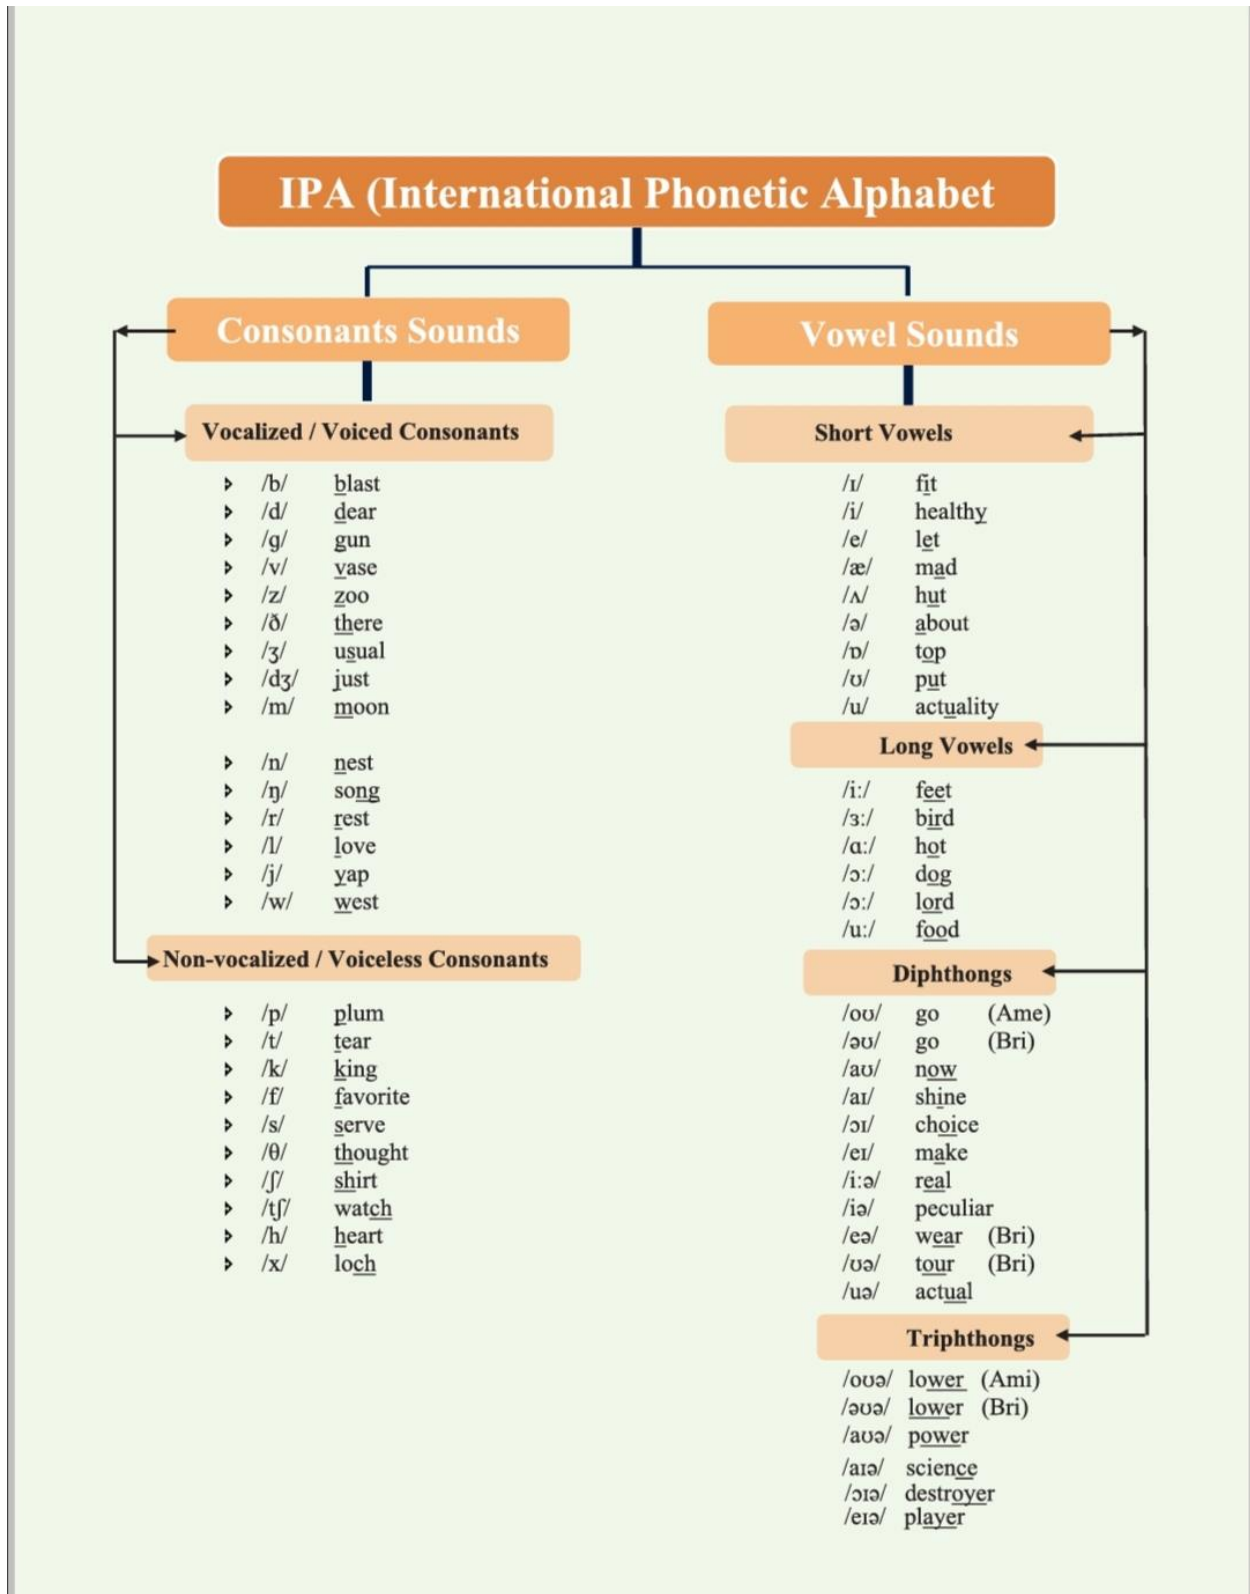 IPA (International Phonetic Alphabet
Consonants Sounds
Vocalized / Voiced Consonants
/b/ blast
/d/ dear
/g/ gun
/v/ vase
/z/ zoo
/ð/ there
/ʒ/ usual
/dʒ/ just
/m/ moon
/n/ nest
/ŋ/ song
/r/ rest
/l/ love
/j/ yap
/w/ west
Non-vocalized / Voiceless Consonants
/p/ plum
/t/ tear
/k/ king
/f/ favorite
/s/ serve
/θ/ thought
/ʃ/ shirt
/tʃ/ watch
/h/ heart
/x/ loch
Vowel Sounds
Short Vowels
/ɪ/ fit
/i/ healthy
/e/ let
/æ/ mad
/ʌ/ hut
/ə/ about
/ɒ/ top
/ʊ/ put
/u/ actuality
Long Vowels
/i:/ feet
/ɜ:/ bird
/ɑ:/ hot
/ɔ:/ dog
/ɔ:/ lord
/u:/ food
Diphthongs
/oʊ/ go (Ame)
/əʊ/ go (Bri)
/aʊ/ now
/aɪ/ shine
/ɔɪ/ choice
/eɪ/ make
/i:ə/ real
/iə/ peculiar
/eə/ wear (Bri)
/ʊə/ tour (Bri)
/uə/ actual
Triphthongs
/oʊə/ lower (Ami)
/əʊə/ lower (Bri)
/aʊə/ power
/aɪə/ science
/ɔɪə/ destroyer
/eɪə/ player